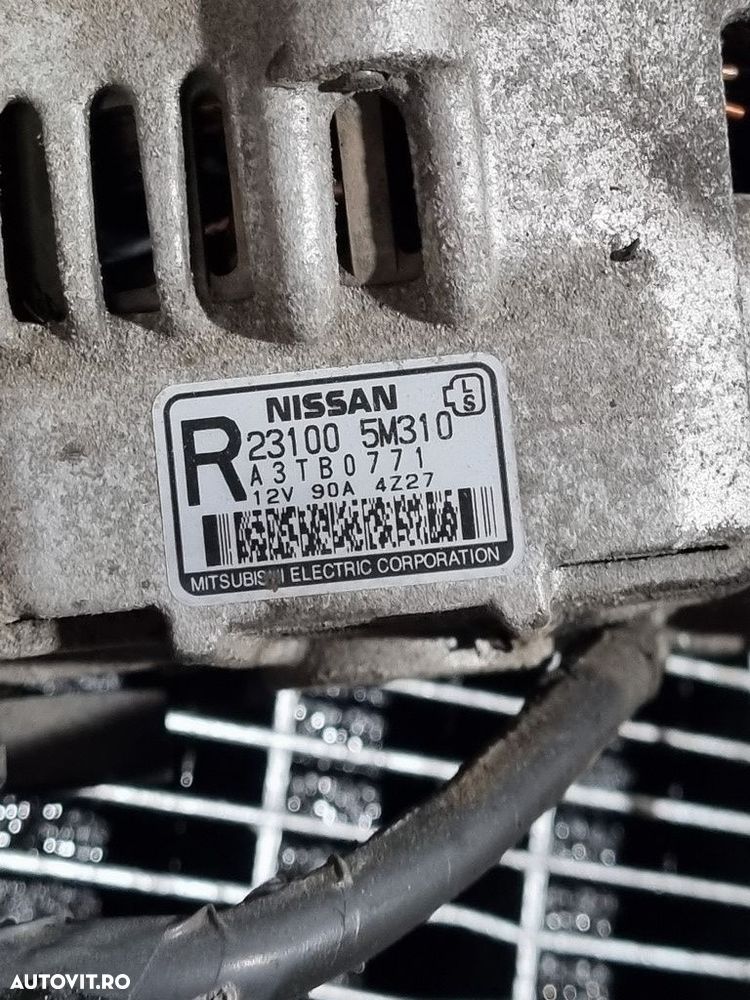 NISSAN
L
S
R
23100 5M310
A3TB0771
12V 90A 4Z27
MITSUBISHI ELECTRIC CORPORATION
AUTOVIT.RO